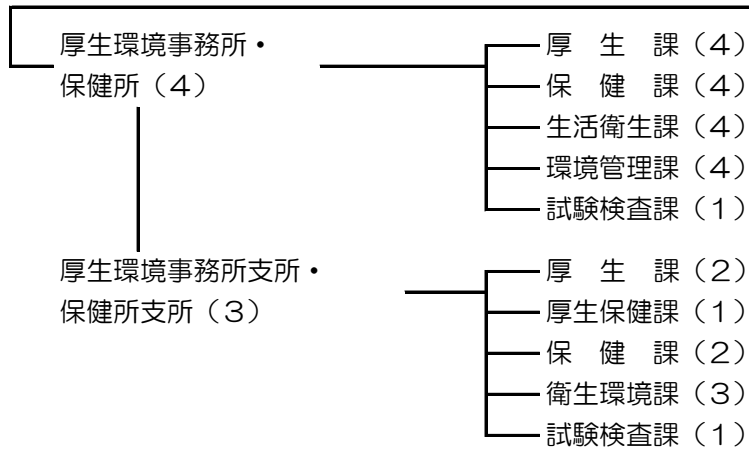 厚生環境事務所・
保健所（４）
厚　生　課（４）
保　健　課（４）
生活衛生課（４）
環境管理課（４）
試験検査課（１）
厚生環境事務所支所・
保健所支所（３）
厚　生　課（２）
厚生保健課（１）
保　健　課（２）
衛生環境課（３）
試験検査課（１）